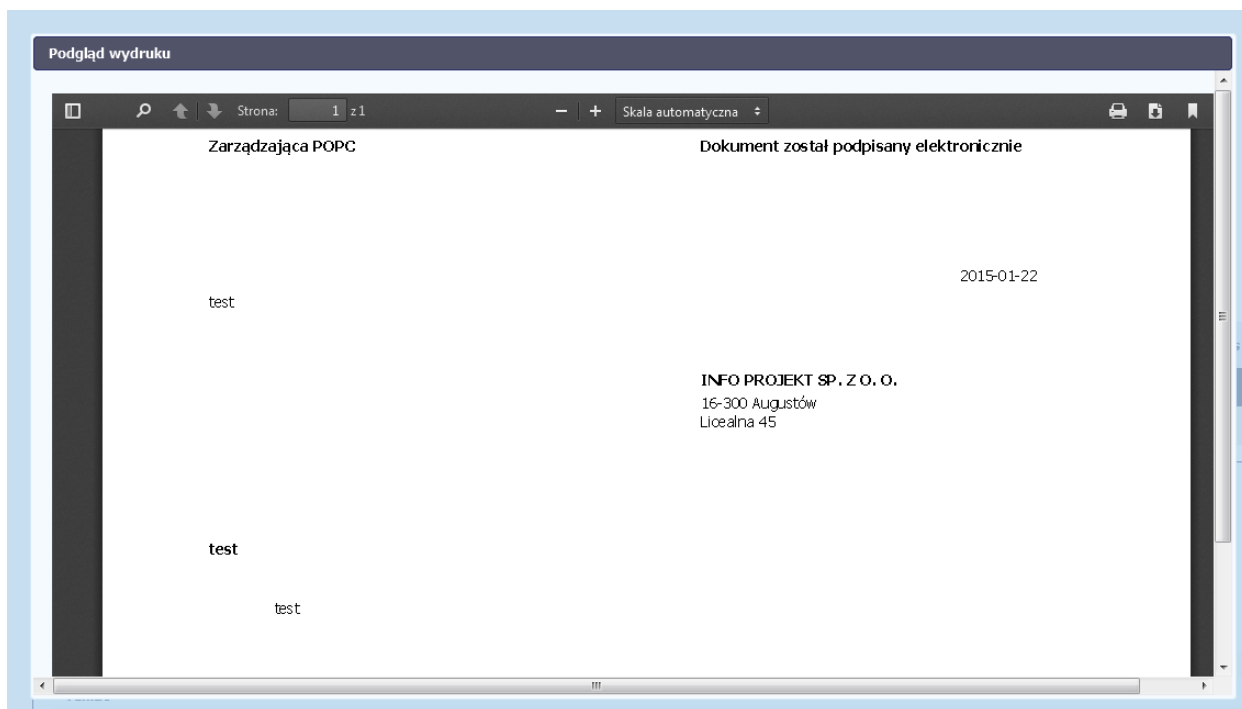 Podgląd wydruku
Strona: 1 z 1 Skala automatyczna
Zarządzająca POPC Dokument został podpisany elektronicznie
2015-01-22
test
INFO PROJEKT SP. Z O. O.
16-300 Augustów
Licealna 45
test
test